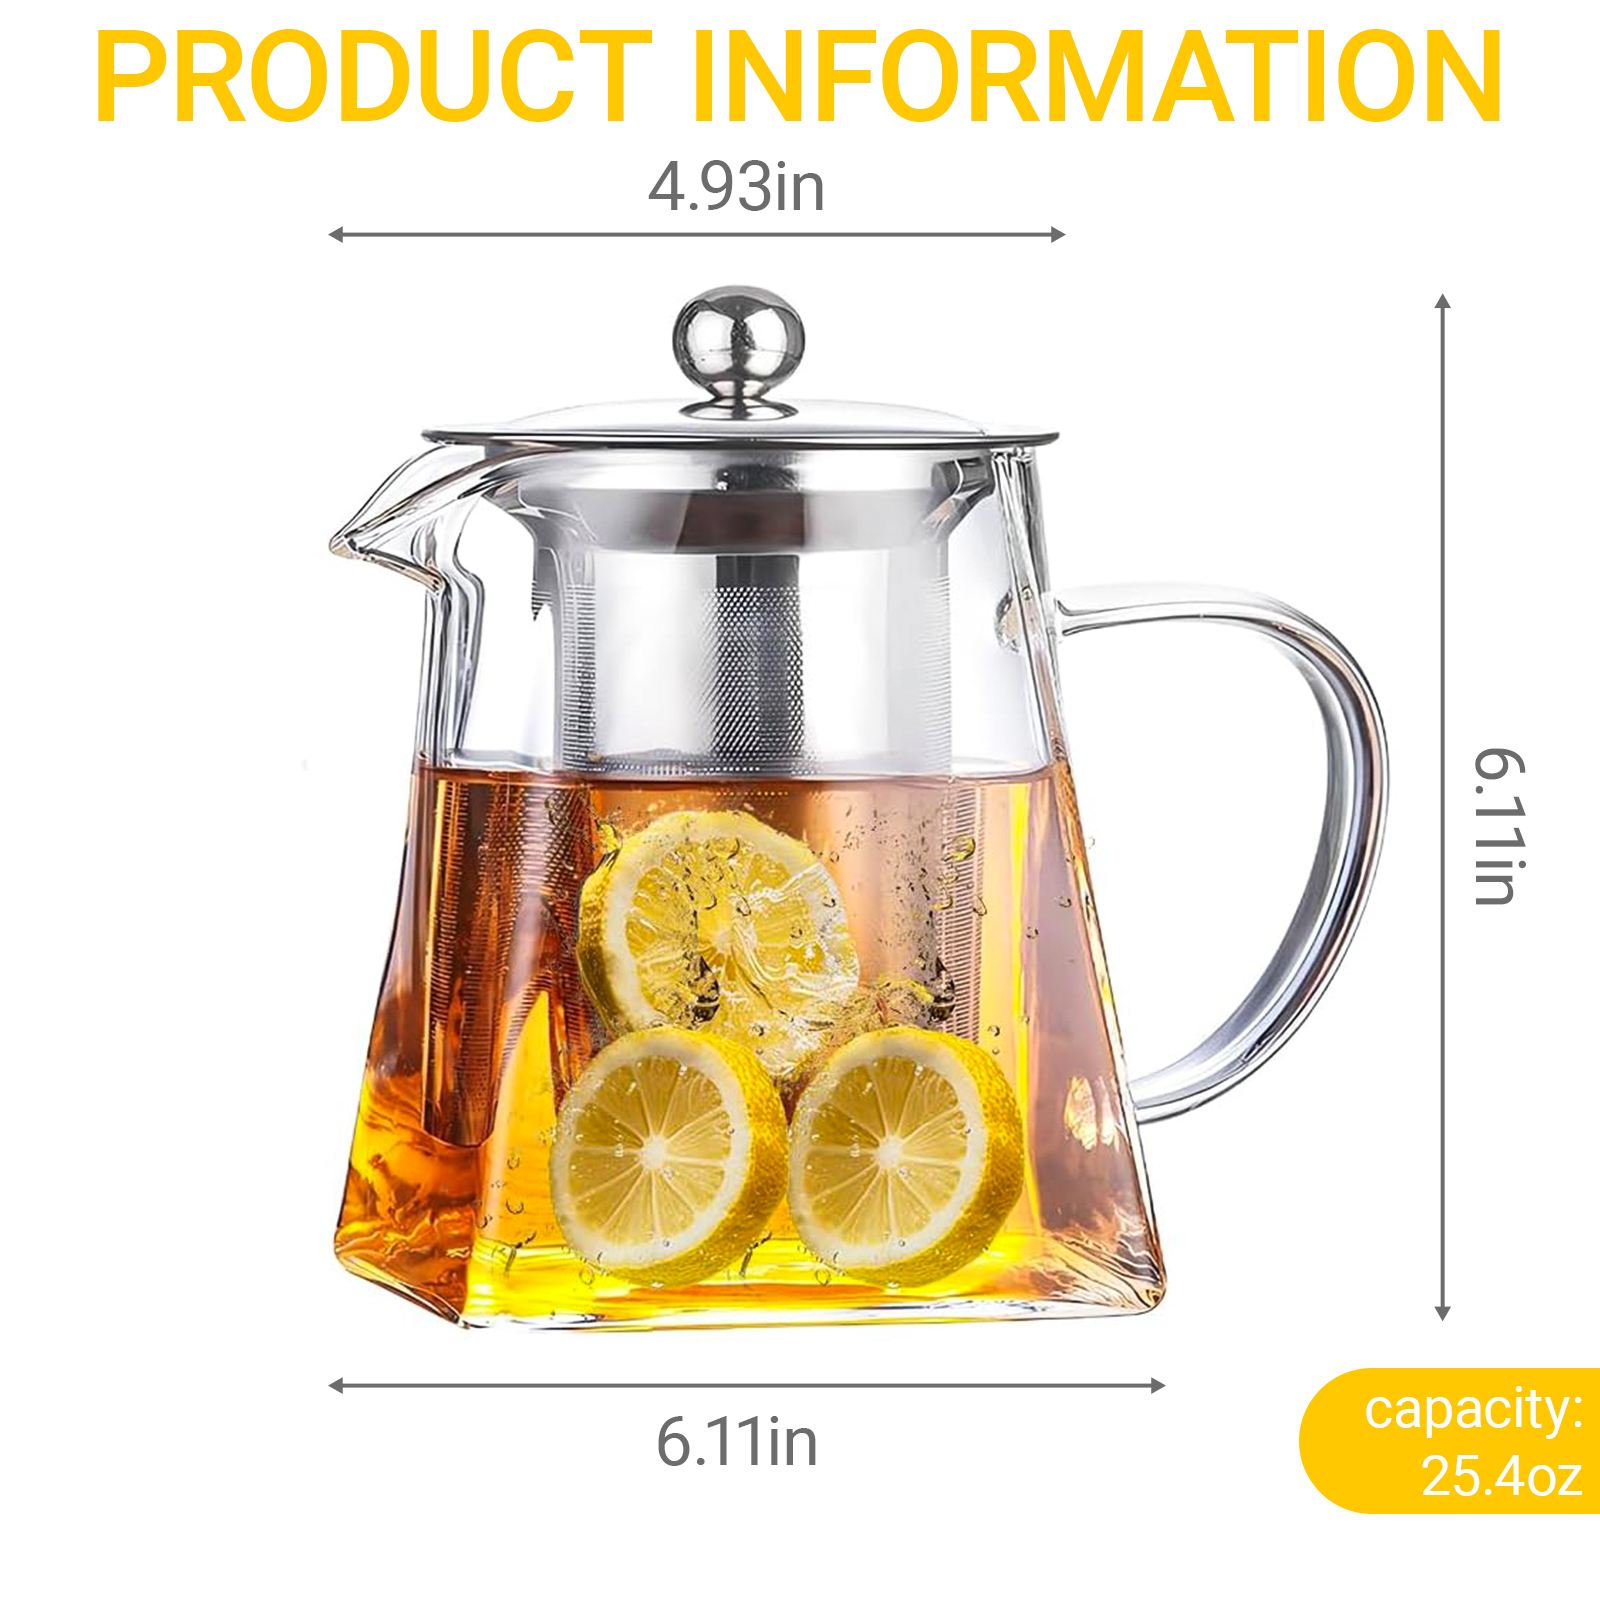 PRODUCT INFORMATION
4.93in
6.11in
6.11in
capacity:
25.4oz